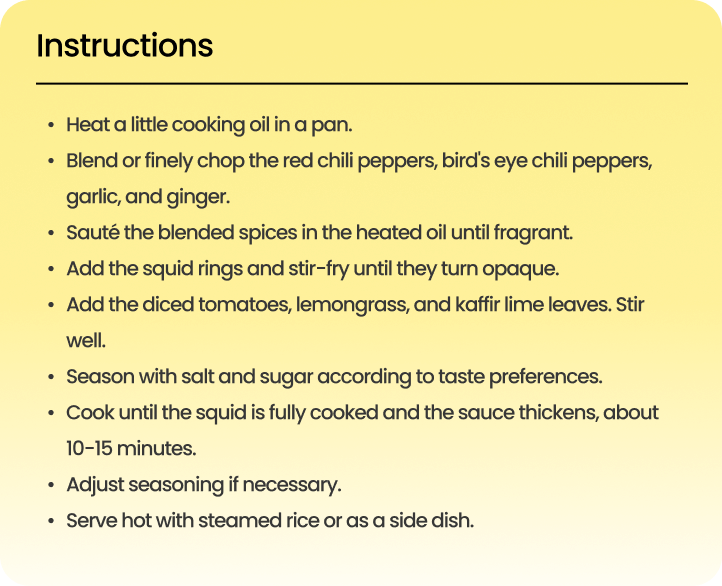 Instructions
• Heat a little cooking oil in a pan.
• Blend or finely chop the red chili peppers, bird's eye chili peppers,
garlic, and ginger.
• Sauté the blended spices in the heated oil until fragrant.
• Add the squid rings and stir-fry until they turn opaque.
• Add the diced tomatoes, lemongrass, and kaffir lime leaves. Stir
well.
• Season with salt and sugar according to taste preferences.
• Cook until the squid is fully cooked and the sauce thickens, about
10-15 minutes.
• Adjust seasoning if necessary.
• Serve hot with steamed rice or as a side dish.